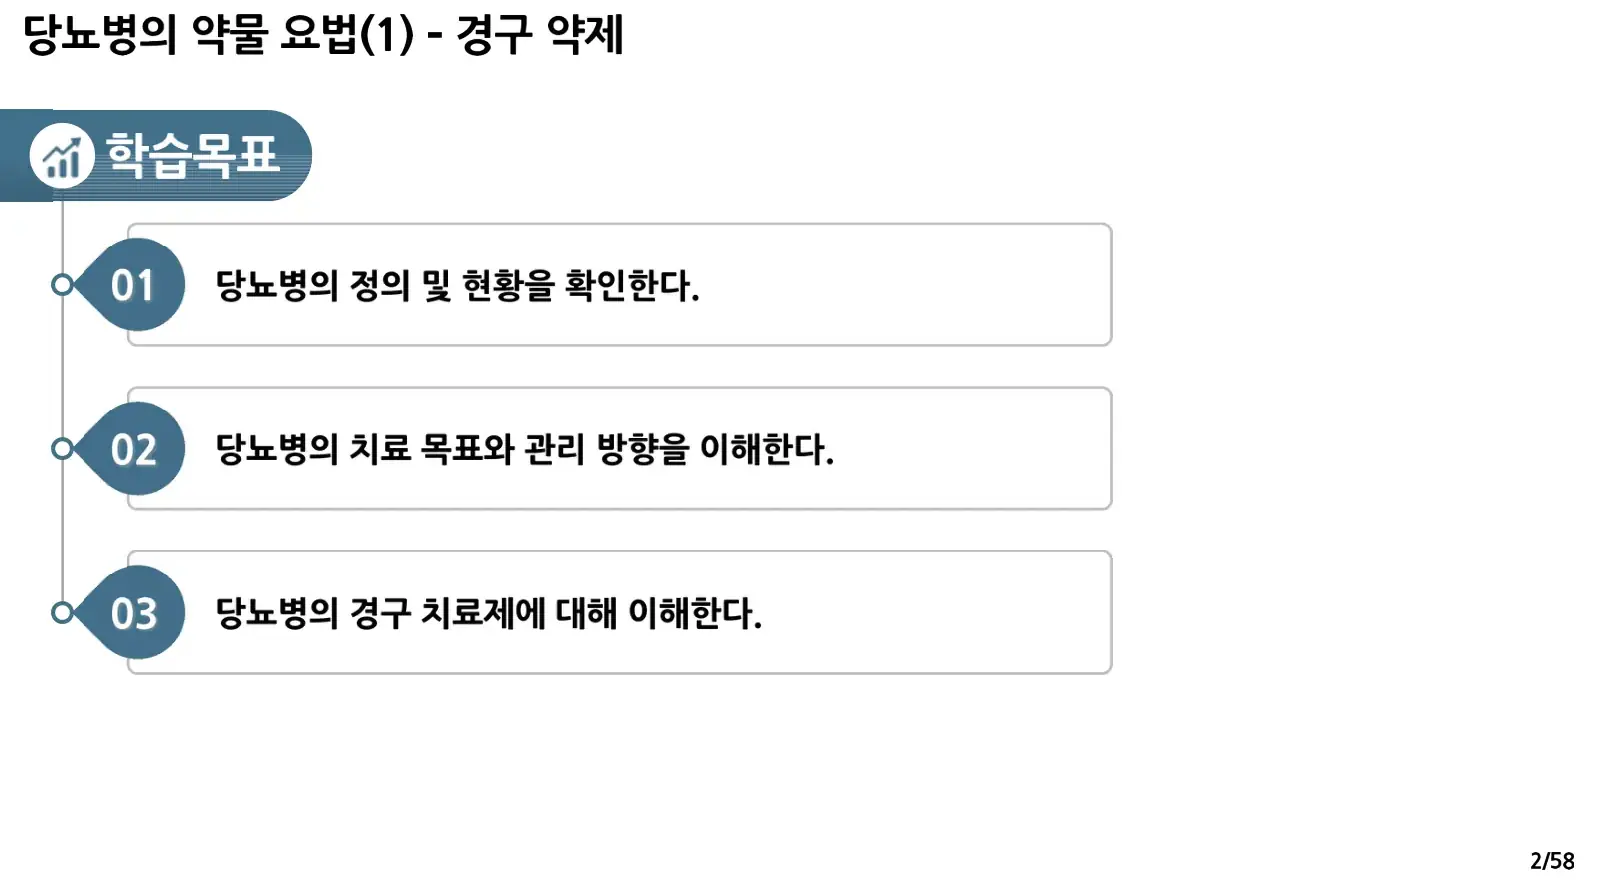 당뇨병의 약물 요법(1) - 경구 약제
학습목표
01 당뇨병의 정의 및 현황을 확인한다.
02 당뇨병의 치료 목표와 관리 방향을 이해한다.
03 당뇨병의 경구 치료제에 대해 이해한다.
2/58